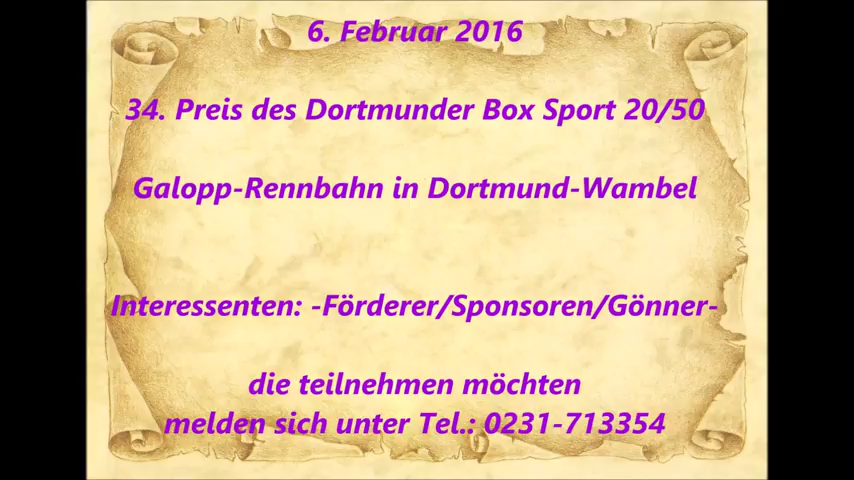 6. Februar 2016
34. Preis des Dortmunder Box Sport 20/50
Galopp-Rennbahn in Dortmund-Wambel
Interessenten: -Förderer/Sponsoren/Gönner-
die teilnehmen möchten
melden sich unter Tel.: 0231-713354